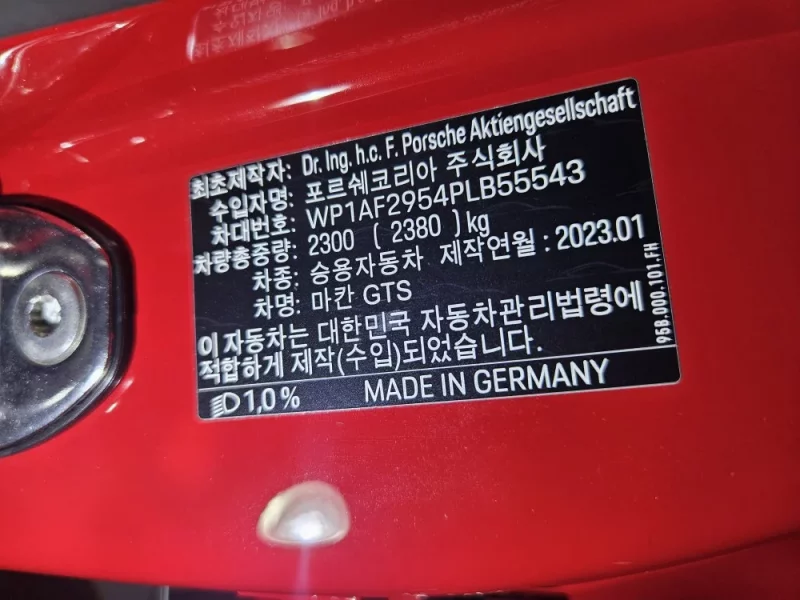 최초제작자: Dr. Ing. h.c. F. Porsche Aktiengesellschaft
수입자명: 포르쉐코리아 주식회사
차대번호: WP1AF2954PLB55543
차량총중량: 2300 ( 2380 ) kg
차종: 승용자동차 제작연월 : 2023.01
차명: 마칸 GTS
이 자동차는 대한민국 자동차관리법령에
적합하게 제작(수입)되었습니다.
1,0 % MADE IN GERMANY
95B.000.101.FH